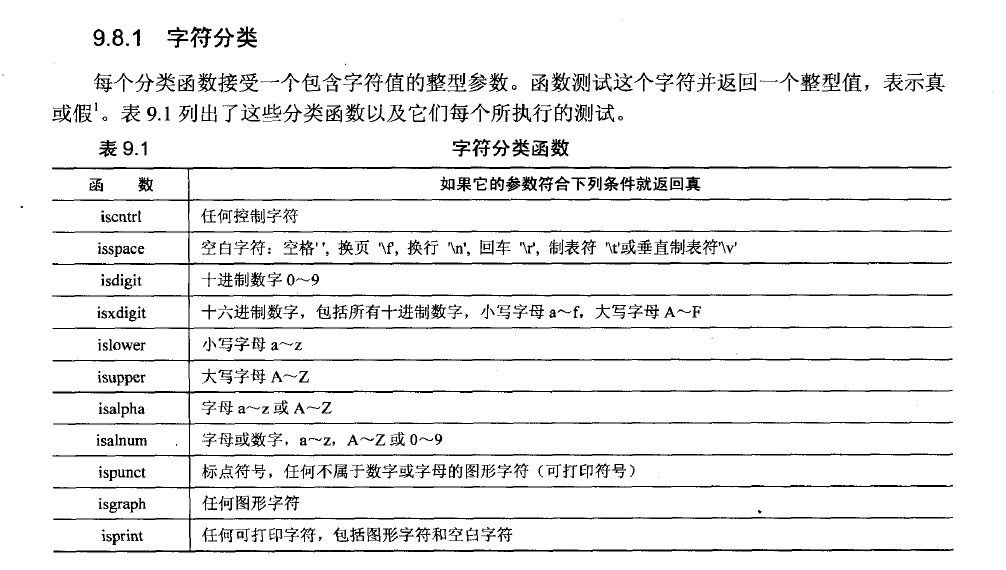 9.8.1 字符分类
每个分类函数接受一个包含字符值的整型参数。函数测试这个字符并返回一个整型值，表示真
或假1。表 9.1 列出了这些分类函数以及它们每个所执行的测试。
表 9.1 字符分类函数
函 数 如果它的参数符合下列条件就返回真
iscntrl 任何控制字符
isspace 空白字符：空格' ', 换页 '\f', 换行 '\n', 回车 '\r', 制表符 '\t'或垂直制表符'\v'
isdigit 十进制数字 0～9
isxdigit 十六进制数字，包括所有十进制数字，小写字母 a～f，大写字母 A～F
islower 小写字母 a～z
isupper 大写字母 A～Z
isalpha 字母 a～z 或 A～Z
isalnum 字母或数字，a～z，A～Z 或 0～9
ispunct 标点符号，任何不属于数字或字母的图形字符（可打印符号）
isgraph 任何图形字符
isprint 任何可打印字符，包括图形字符和空白字符